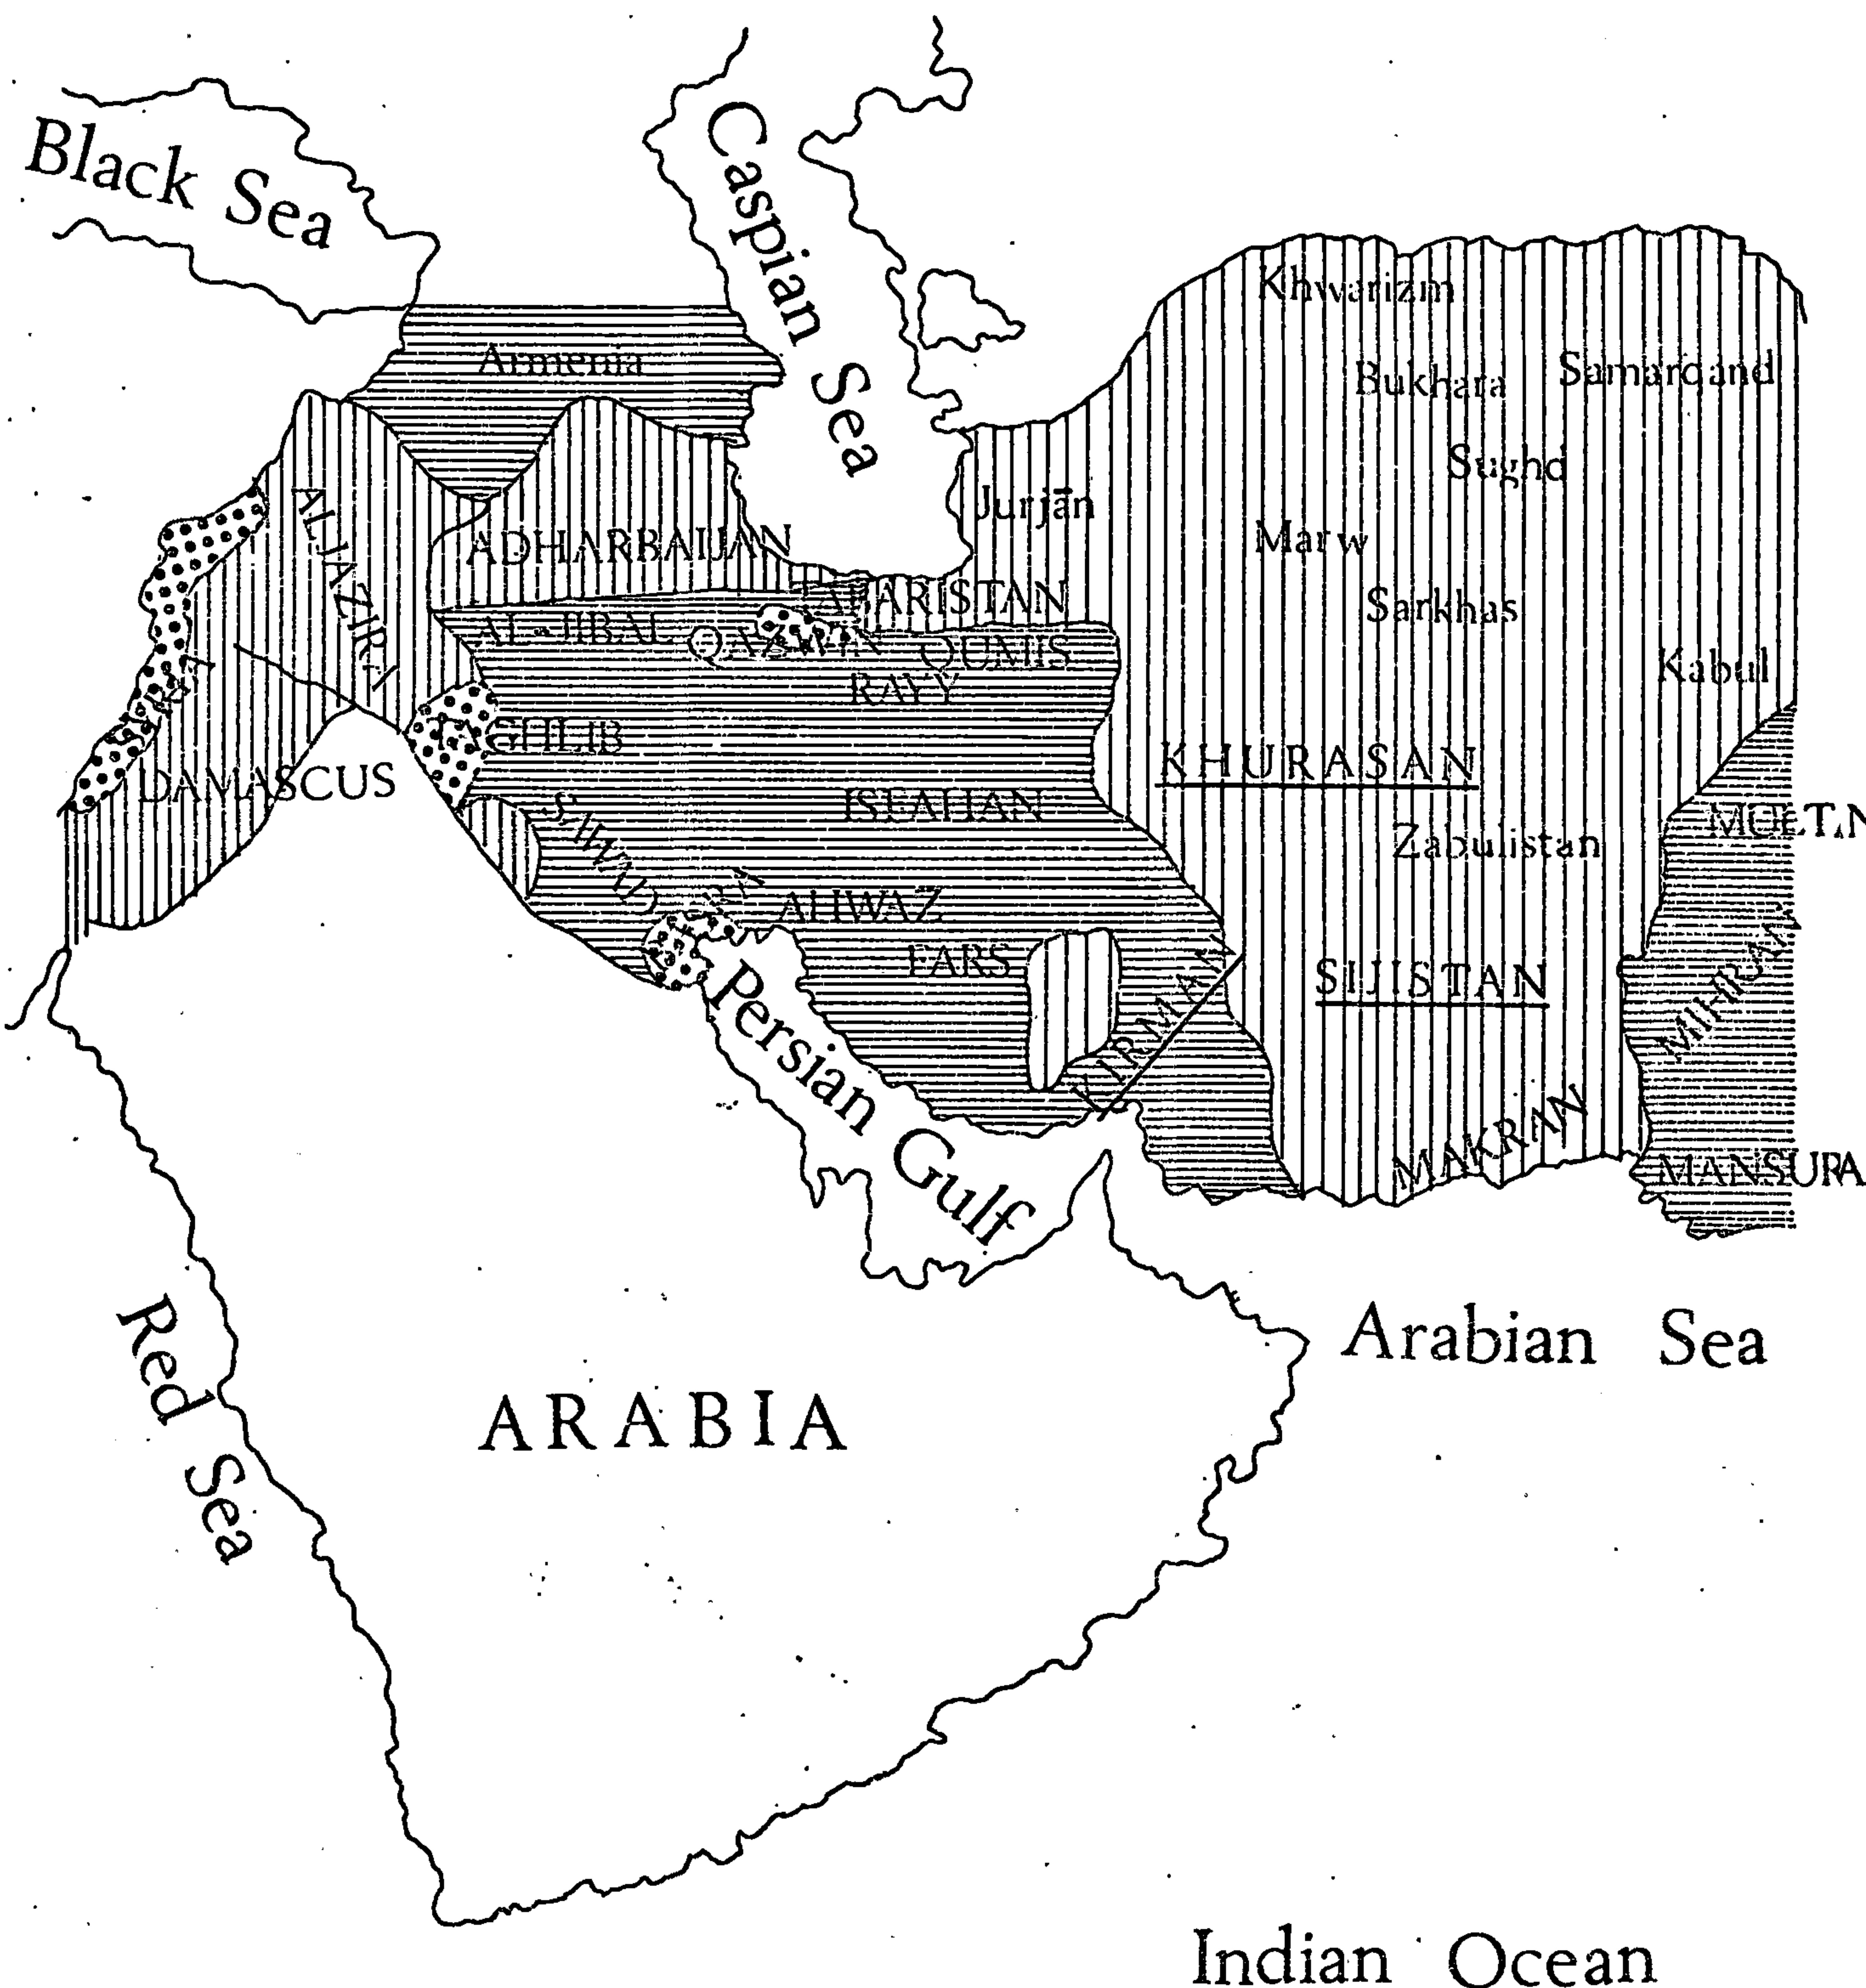 Black Sea
Caspian Sea
Khwarizm
Armenia
Bukhara
Samarqand
Sughd
AL JAZIRA
Jurjān
ADHARBAIJAN
Marw
TABARISTAN
Sarkhas
AL-JIBAL
QAZWIN
QUMIS
Kabul
RAYY
KHURASAN
DAMASCUS
Zabulistan
AHWAZ
FARS
SIJISTAN
KIRMAN
MIHRAN
Persian Gulf
MAKRAN
MANSURA
Red Sea
Arabian Sea
ARABIA
Indian Ocean